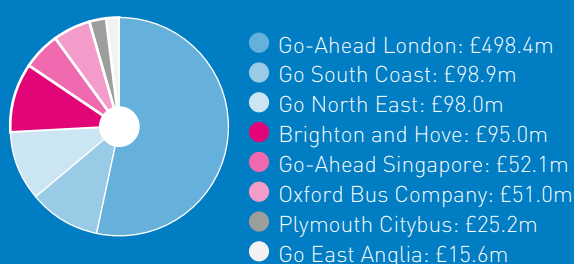 Go-Ahead London: £498.4m
Go South Coast: £98.9m
Go North East: £98.0m
Brighton and Hove: £95.0m
Go-Ahead Singapore: £52.1m
Oxford Bus Company: £51.0m
Plymouth Citybus: £25.2m
Go East Anglia: £15.6m